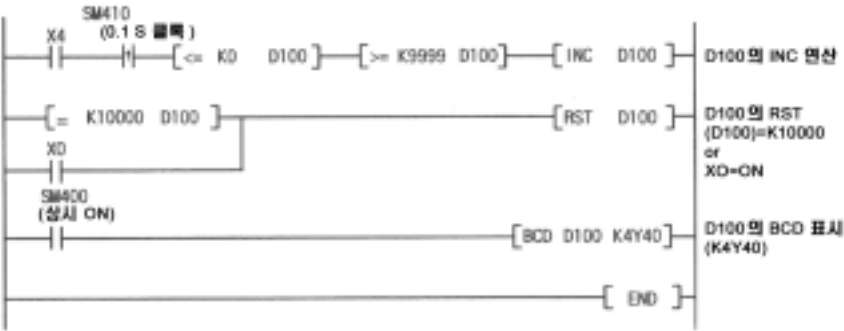 SM410
X4 (0.1 S 클록)
<= K0 D100 >= K9999 D100 INC D100 D100의 INC 연산
= K10000 D100 RST D100 D100의 RST
(D100)=K10000
or
XO=ON
X0
SM400
(상시 ON)
BCD D100 K4Y40 D100의 BCD 표시
(K4Y40)
END